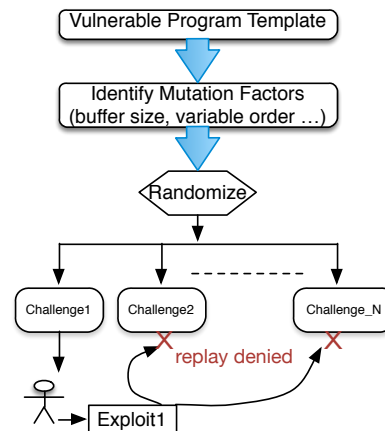 Vulnerable Program Template
Identify Mutation Factors
(buffer size, variable order ...)
Randomize
Challenge1
Challenge2
Challenge_N
X
X
replay denied
Exploit1